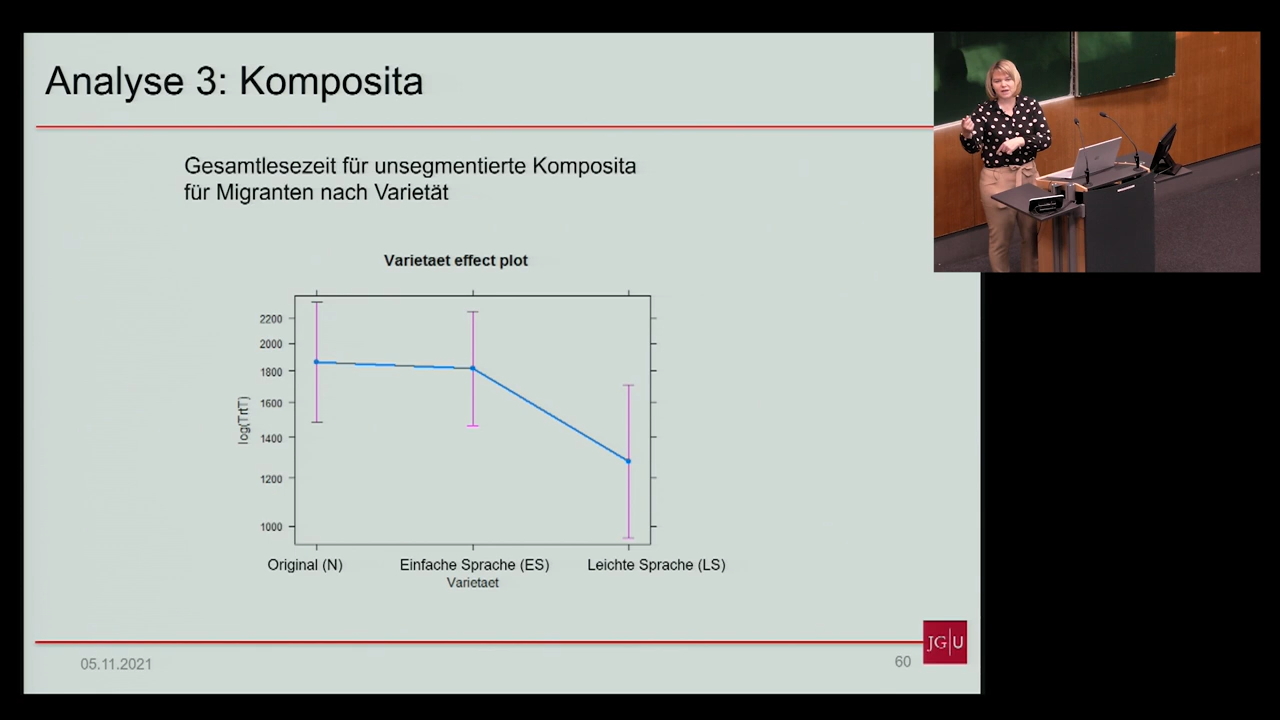 Analyse 3: Komposita
Gesamtlesezeit für unsegmentierte Komposita
für Migranten nach Varietät
Varietaet effect plot
2200
2000
1800
1600
1400
1200
1000
log(TrtT)
Original (N)
Einfache Sprache (ES)
Leichte Sprache (LS)
Varietaet
05.11.2021
60
JG|U